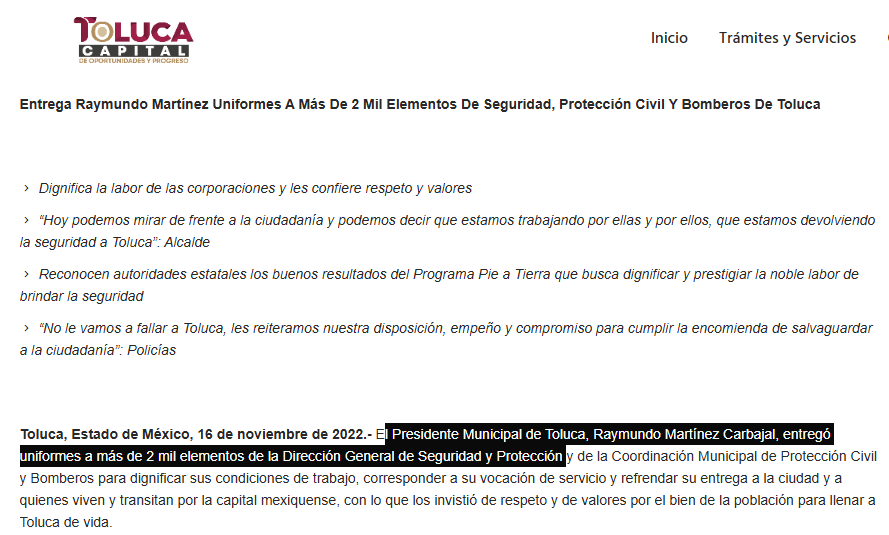 TOLUCA
CAPITAL
DE OPORTUNIDADES Y PROGRESO
Inicio
Trámites y Servicios
Entrega Raymundo Martínez Uniformes A Más De 2 Mil Elementos De Seguridad, Protección Civil Y Bomberos De Toluca
› Dignifica la labor de las corporaciones y les confiere respeto y valores
› “Hoy podemos mirar de frente a la ciudadanía y podemos decir que estamos trabajando por ellas y por ellos, que estamos devolviendo
la seguridad a Toluca”: Alcalde
› Reconocen autoridades estatales los buenos resultados del Programa Pie a Tierra que busca dignificar y prestigiar la noble labor de
brindar la seguridad
› “No le vamos a fallar a Toluca, les reiteramos nuestra disposición, empeño y compromiso para cumplir la encomienda de salvaguardar
a la ciudadanía”: Policías
Toluca, Estado de México, 16 de noviembre de 2022.- El Presidente Municipal de Toluca, Raymundo Martínez Carbajal, entregó
uniformes a más de 2 mil elementos de la Dirección General de Seguridad y Protección y de la Coordinación Municipal de Protección Civil
y Bomberos para dignificar sus condiciones de trabajo, corresponder a su vocación de servicio y refrendar su entrega a la ciudad y a
quienes viven y transitan por la capital mexiquense, con lo que los invistió de respeto y de valores por el bien de la población para llenar a
Toluca de vida.